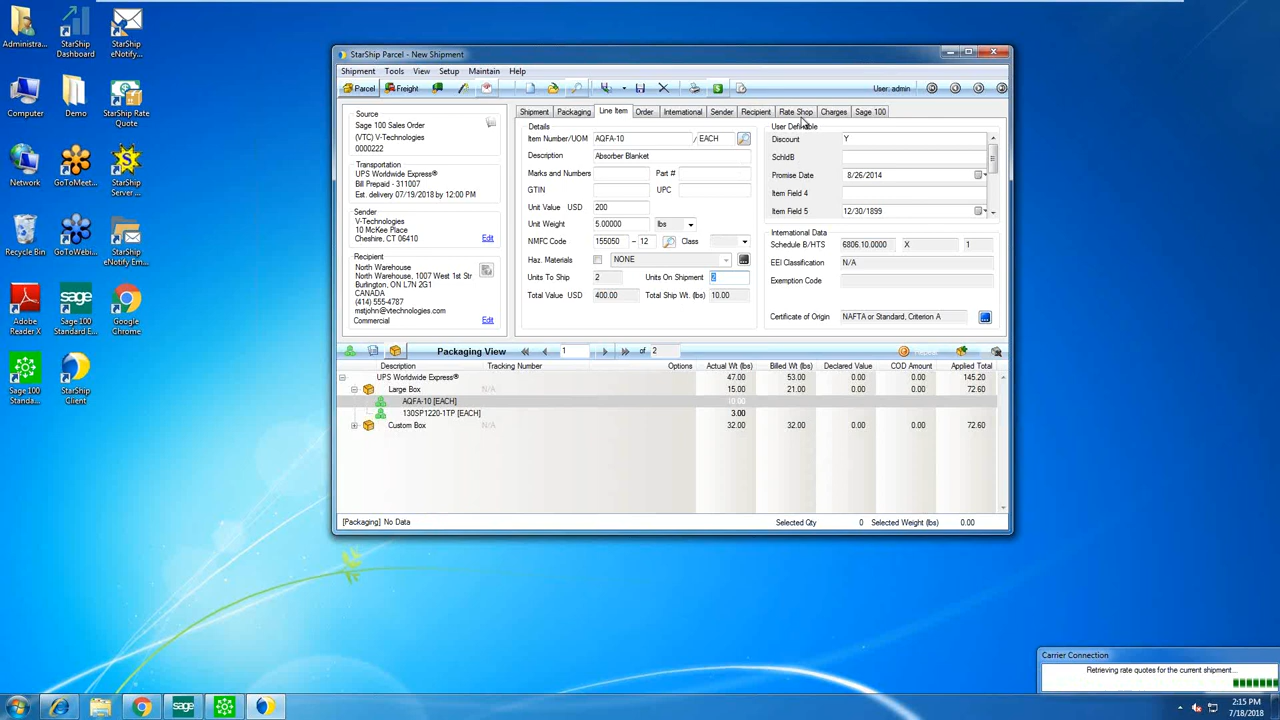 Administra...
StarShip Dashboard
StarShip eNotify...
Computer
Demo
StarShip Rate Quote
Network
GoToMeet...
StarShip Server ...
Recycle Bin
GoToWebi...
StarShip eNotify Em...
Adobe Reader X
Sage 100 Standard E...
Google Chrome
Sage 100 Standa...
StarShip Client
StarShip Parcel - New Shipment
Shipment Tools View Setup Maintain Help
Parcel Freight User: admin
Source
Sage 100 Sales Order
(VTC) V-Technologies
0000222
Transportation
UPS Worldwide Express®
Bill Prepaid - 311007
Est. delivery 07/19/2018 by 12:00 PM
Sender
V-Technologies
10 McKee Place
Cheshire, CT 06410 Edit
Recipient
North Warehouse
North Warehouse, 1007 West 1st Str
Burlington, ON L7N 2G1
CANADA
(414) 555-4787
mstjohn@vtechnologies.com
Commercial Edit
Shipment Packaging Line Item Order International Sender Recipient Rate Shop Charges Sage 100
Details
Item Number/UOM AQFA-10 / EACH
Description Absorber Blanket
Marks and Numbers Part #
GTIN UPC
Unit Value USD 200
Unit Weight 5.00000 lbs
NMFC Code 155050 - 12 Class
Haz. Materials NONE
Units To Ship 2 Units On Shipment 2
Total Value USD 400.00 Total Ship Wt. (lbs) 10.00
User Definable
Discount Y
SchldB
Promise Date 8/26/2014
Item Field 4
Item Field 5 12/30/1899
International Data
Schedule B/HTS 6806.10.0000 X 1
EEI Classification N/A
Exemption Code
Certificate of Origin NAFTA or Standard, Criterion A
Packaging View 1 of 2 Repeat
Description Tracking Number Options Actual Wt (lbs) Billed Wt (lbs) Declared Value COD Amount Applied Total
UPS Worldwide Express® 47.00 53.00 0.00 0.00 145.20
Large Box N/A 15.00 21.00 0.00 0.00 72.60
AQFA-10 [EACH] 10.00
130SP1220-1TP [EACH] 3.00
Custom Box N/A 32.00 32.00 0.00 0.00 72.60
[Packaging] No Data Selected Qty 0 Selected Weight (lbs) 0.00
Carrier Connection
Retrieving rate quotes for the current shipment...
2:15 PM
7/18/2018